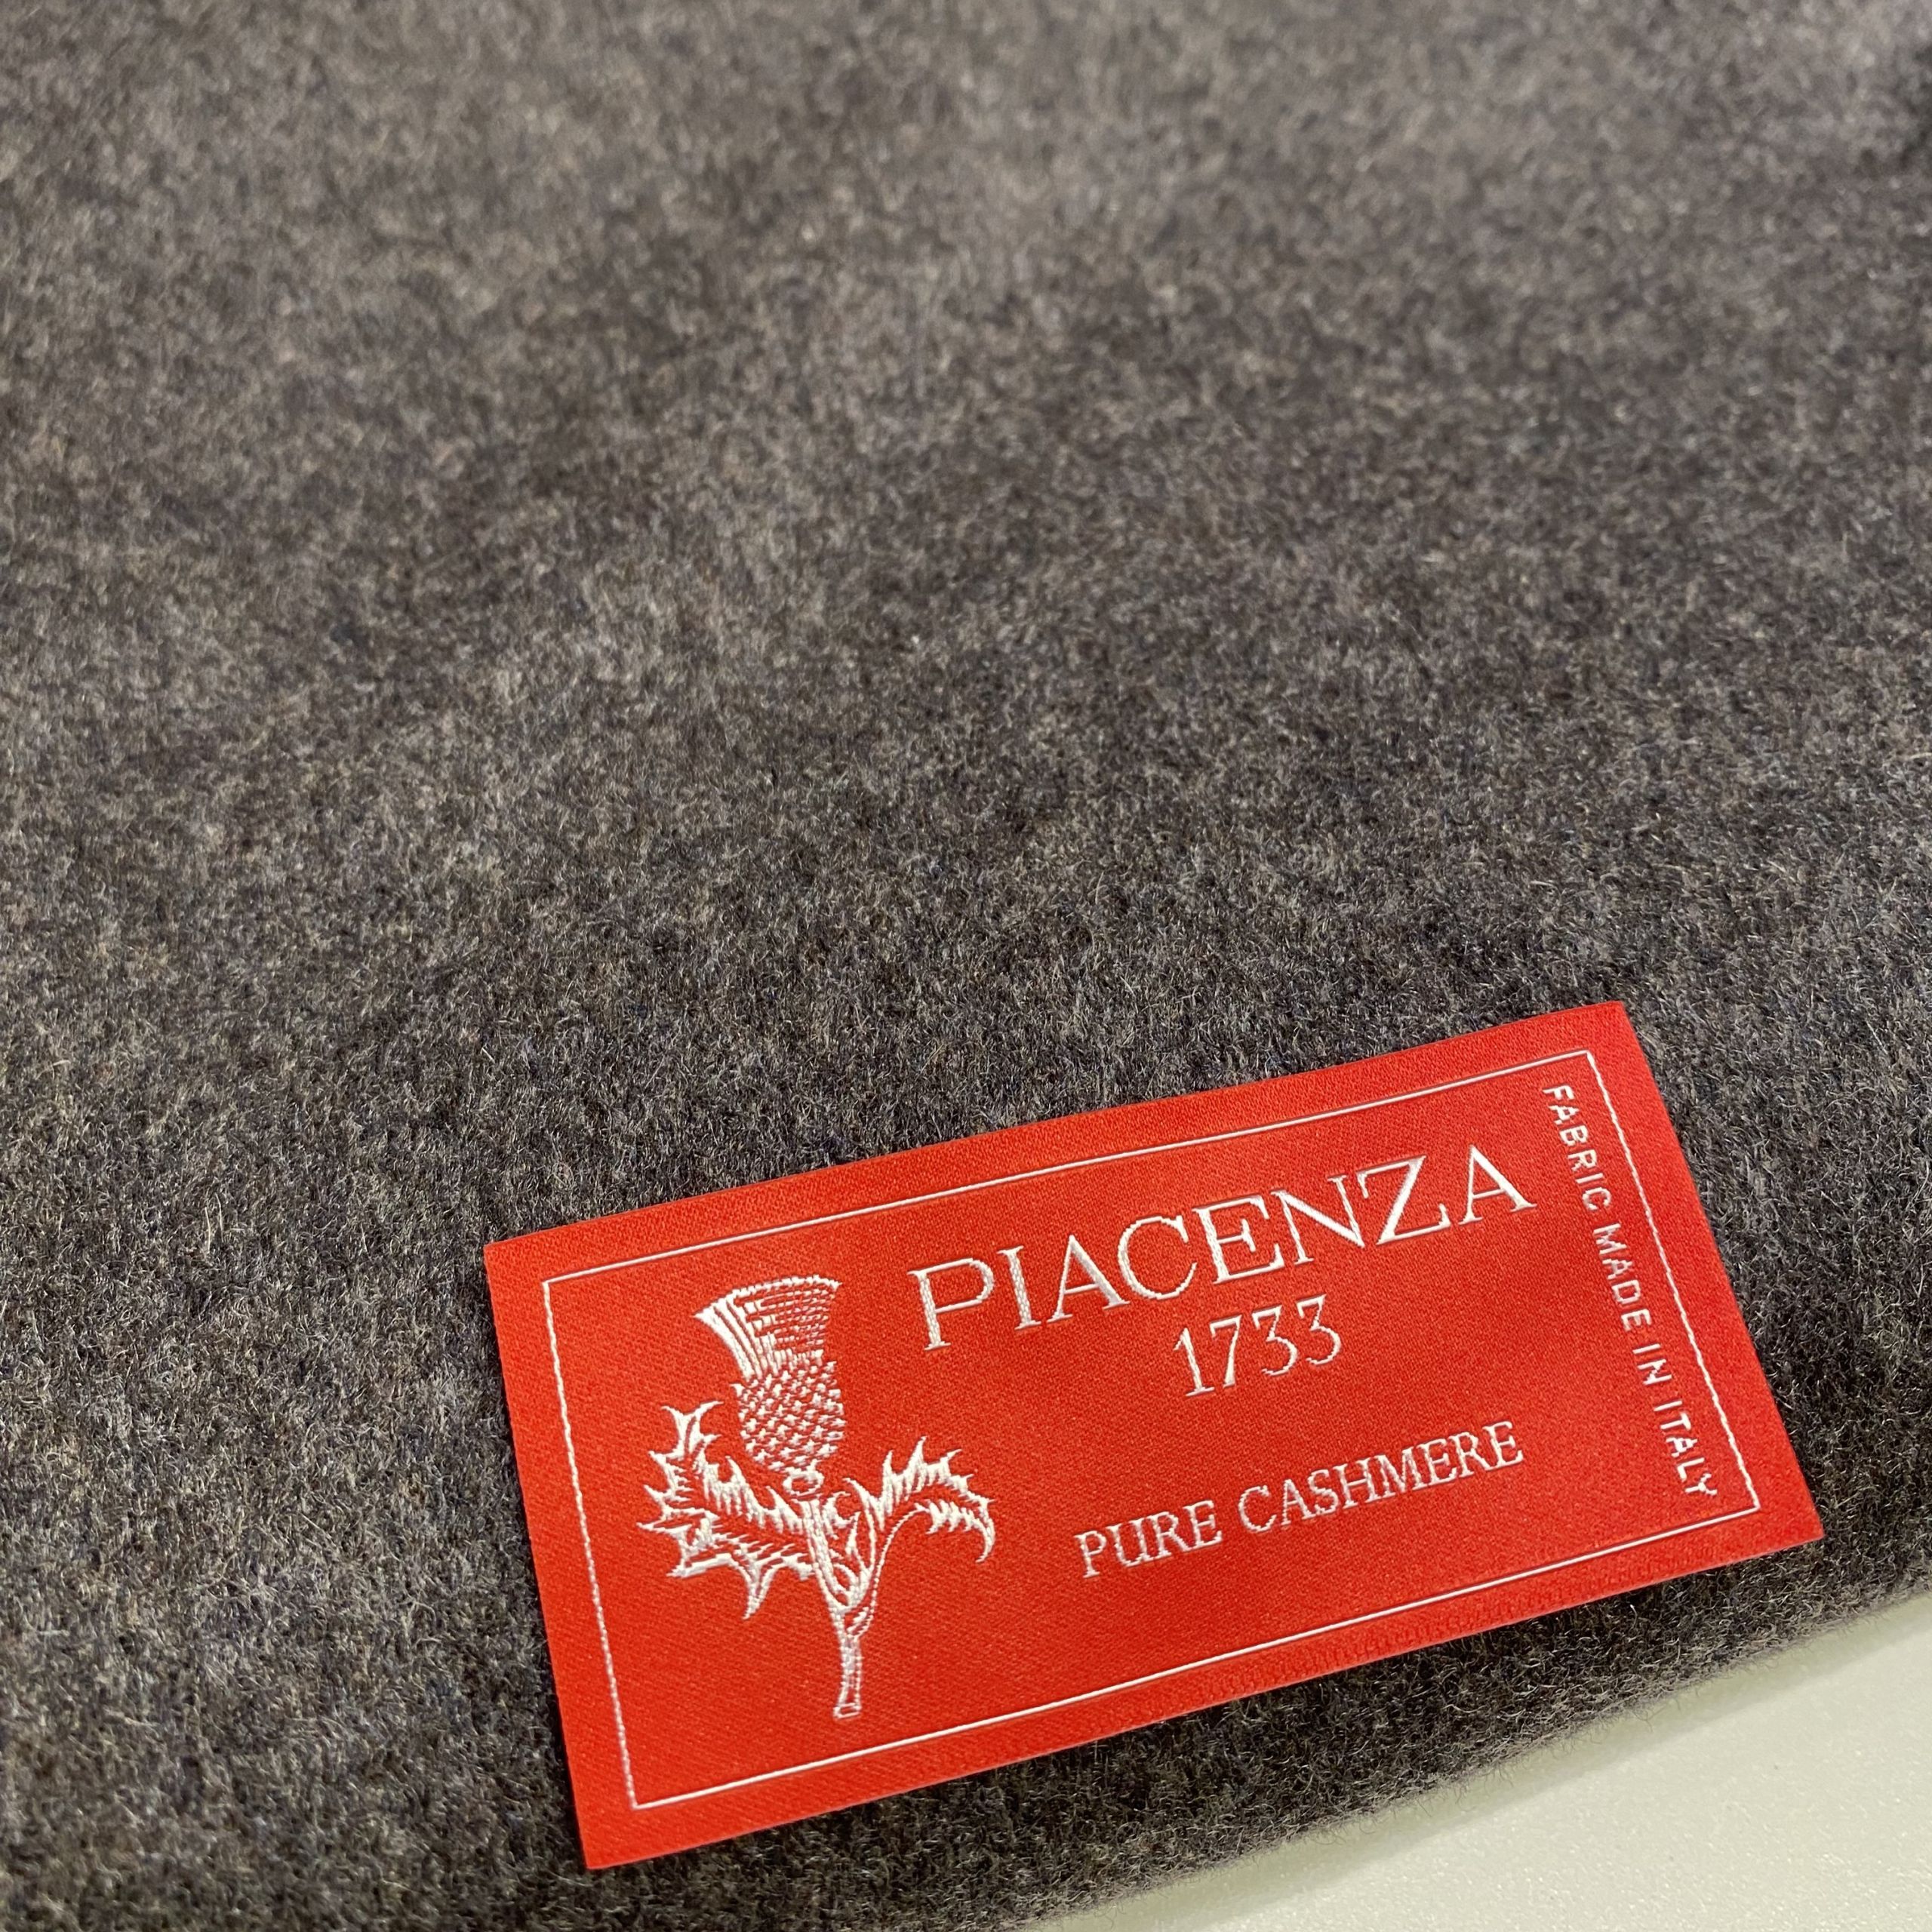 PIACENZA
1733
PURE CASHMERE
FABRIC MADE IN ITALY